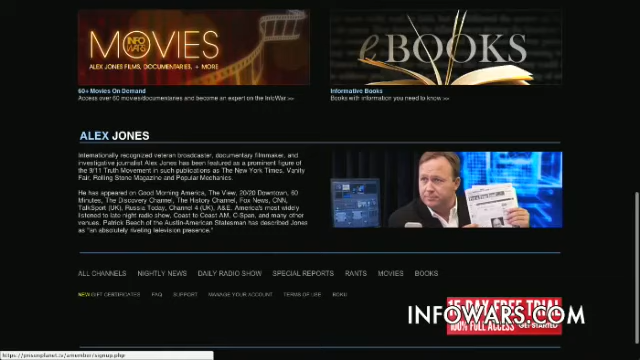 MOVIES
INFO WARS
ALEX JONES FILMS, DOCUMENTARIES, + MORE
eBOOKS
60+ Movies On Demand
Access over 60 movies/documentaries and become an expert on the InfoWar >>
Informative Books
Books with information you need to know >>
ALEX JONES
Internationally recognized veteran broadcaster, documentary filmmaker, and
investigative journalist Alex Jones has been featured as a prominent figure of
the 9/11 Truth Movement in such publications as The New York Times, Vanity
Fair, Rolling Stone Magazine and Popular Mechanics.
He has appeared on Good Morning America, The View, 20/20 Downtown, 60
Minutes, The Discovery Channel, The History Channel, Fox News, CNN,
TalkSport (UK), Russia Today, Channel 4 (UK), A&E, America's most widely
listened to late night radio show, Coast to Coast AM, C-Span, and many other
venues. Patrick Beach of the Austin-American Statesman has described Jones
as "an absolutely riveting television presence."
ALL CHANNELS NIGHTLY NEWS DAILY RADIO SHOW SPECIAL REPORTS RANTS MOVIES BOOKS
NEW GIFT CERTIFICATES FAQ SUPPORT MANAGE YOUR ACCOUNT TERMS OF USE ROKU
15 DAY FREE TRIAL
INFOWARS.COM
100% FULL ACCESS GET STARTED
https://prisonplanet.tv/amember/signup.php